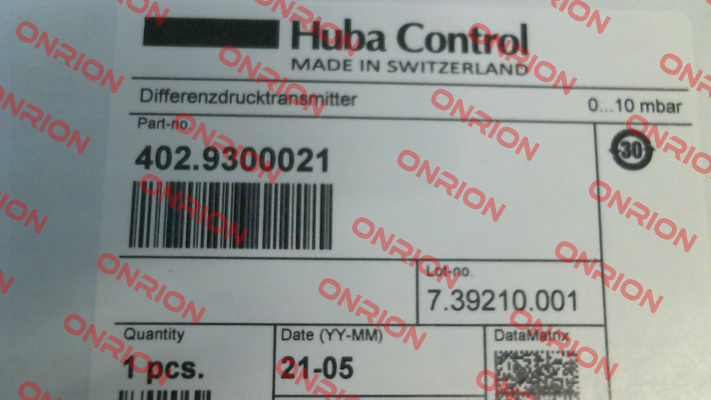 Huba Control
MADE IN SWITZERLAND
Differenzdrucktransmitter 0...10 mbar
Part-no.
402.9300021
30
Lot-no.
7.39210.001
Quantity Date (YY-MM) DataMatrix
1 pcs. 21-05
ONRION